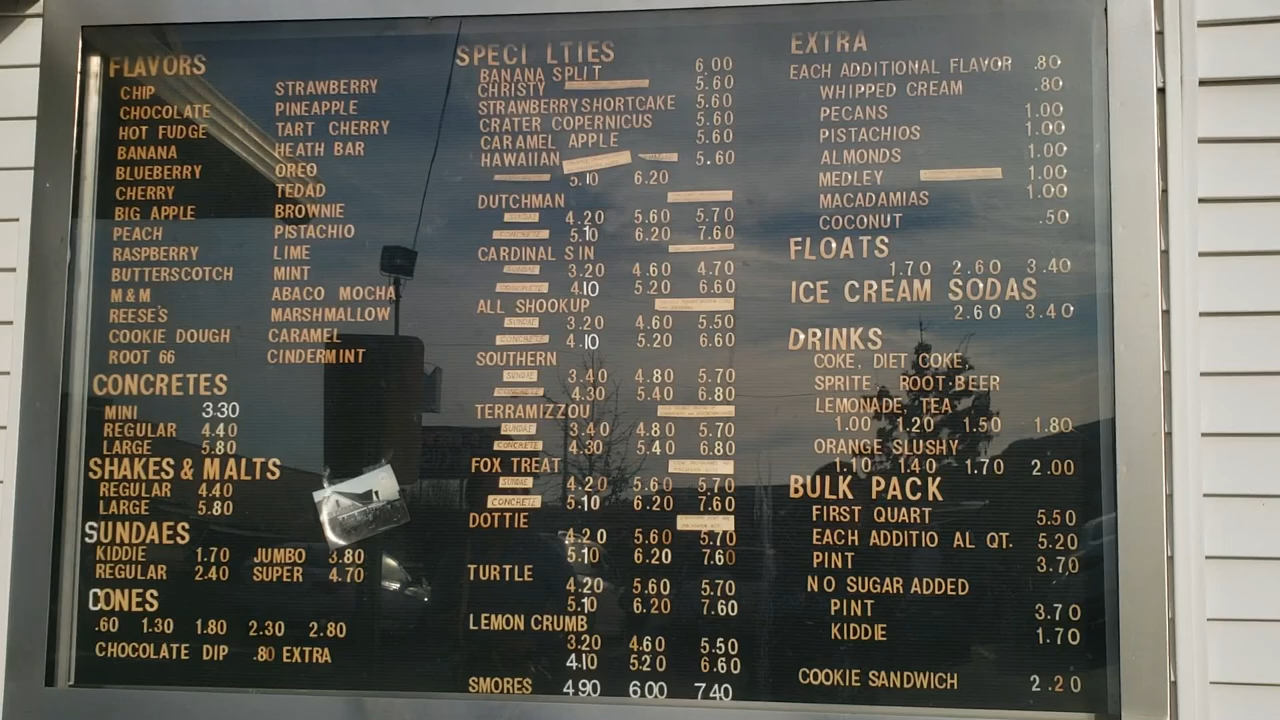 FLAVORS
CHIP
CHOCOLATE
HOT FUDGE
BANANA
BLUEBERRY
CHERRY
BIG APPLE
PEACH
RASPBERRY
BUTTERSCOTCH
M&M
REESE'S
COOKIE DOUGH
ROOT 66
STRAWBERRY
PINEAPPLE
TART CHERRY
HEATH BAR
OREO
TEDAD
BROWNIE
PISTACHIO
LIME
MINT
ABACO MOCHA
MARSHMALLOW
CARAMEL
CINDERMINT
CONCRETES
MINI 3.30
REGULAR 4.40
LARGE 5.80
SHAKES & MALTS
REGULAR 4.40
LARGE 5.80
SUNDAES
KIDDIE 1.70 JUMBO 3.80
REGULAR 2.40 SUPER 4.70
CONES
.60 1.30 1.80 2.30 2.80
CHOCOLATE DIP .80 EXTRA
SPECI LTIES
BANANA SPLIT 6.00
CHRISTY 5.60
STRAWBERRY SHORTCAKE 5.60
CRATER COPERNICUS 5.60
CARAMEL APPLE 5.60
HAWAIIAN 5.60
5.10 6.20
DUTCHMAN
SUNDAE 4.20 5.60 5.70
CONCRETE 5.10 6.20 7.60
CARDINAL SIN
SUNDAE 3.20 4.60 4.70
CONCRETE 4.10 5.20 6.60
ALL SHOOKUP
SUNDAE 3.20 4.60 5.50
CONCRETE 4.10 5.20 6.60
SOUTHERN
SUNDAE 3.40 4.80 5.70
CONCRETE 4.30 5.40 6.80
TERRAMIZZOU
SUNDAE 3.40 4.80 5.70
CONCRETE 4.30 5.40 6.80
FOX TREAT
SUNDAE 4.20 5.60 5.70
CONCRETE 5.10 6.20 7.60
DOTTIE
4.20 5.60 5.70
5.10 6.20 7.60
TURTLE
4.20 5.60 5.70
5.10 6.20 7.60
LEMON CRUMB
3.20 4.60 5.50
4.10 5.20 6.60
SMORES 4.90 6.00 7.40
EXTRA
EACH ADDITIONAL FLAVOR .80
WHIPPED CREAM .80
PECANS 1.00
PISTACHIOS 1.00
ALMONDS 1.00
MEDLEY 1.00
MACADAMIAS 1.00
COCONUT .50
FLOATS
1.70 2.60 3.40
ICE CREAM SODAS
2.60 3.40
DRINKS
COKE, DIET COKE,
SPRITE, ROOT BEER
LEMONADE, TEA
1.00 1.20 1.50 1.80
ORANGE SLUSHY
1.10 1.40 1.70 2.00
BULK PACK
FIRST QUART 5.50
EACH ADDITIO AL QT. 5.20
PINT 3.70
NO SUGAR ADDED
PINT 3.70
KIDDIE 1.70
COOKIE SANDWICH 2.20